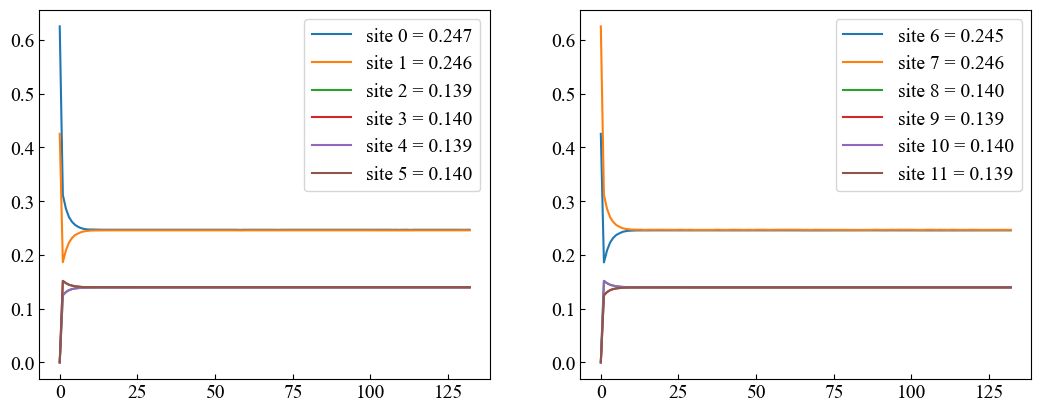 0.6
0.5
0.4
0.3
0.2
0.1
0.0
0 25 50 75 100 125
site 0 = 0.247
site 1 = 0.246
site 2 = 0.139
site 3 = 0.140
site 4 = 0.139
site 5 = 0.140
0.6
0.5
0.4
0.3
0.2
0.1
0.0
0 25 50 75 100 125
site 6 = 0.245
site 7 = 0.246
site 8 = 0.140
site 9 = 0.139
site 10 = 0.140
site 11 = 0.139